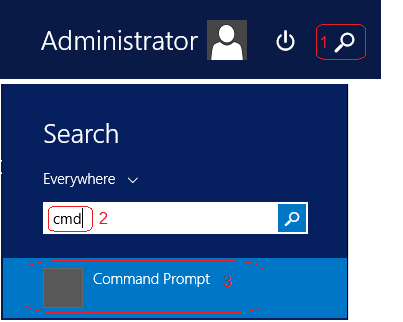 Administrator 1
Search
Everywhere
cmd 2
Command Prompt 3